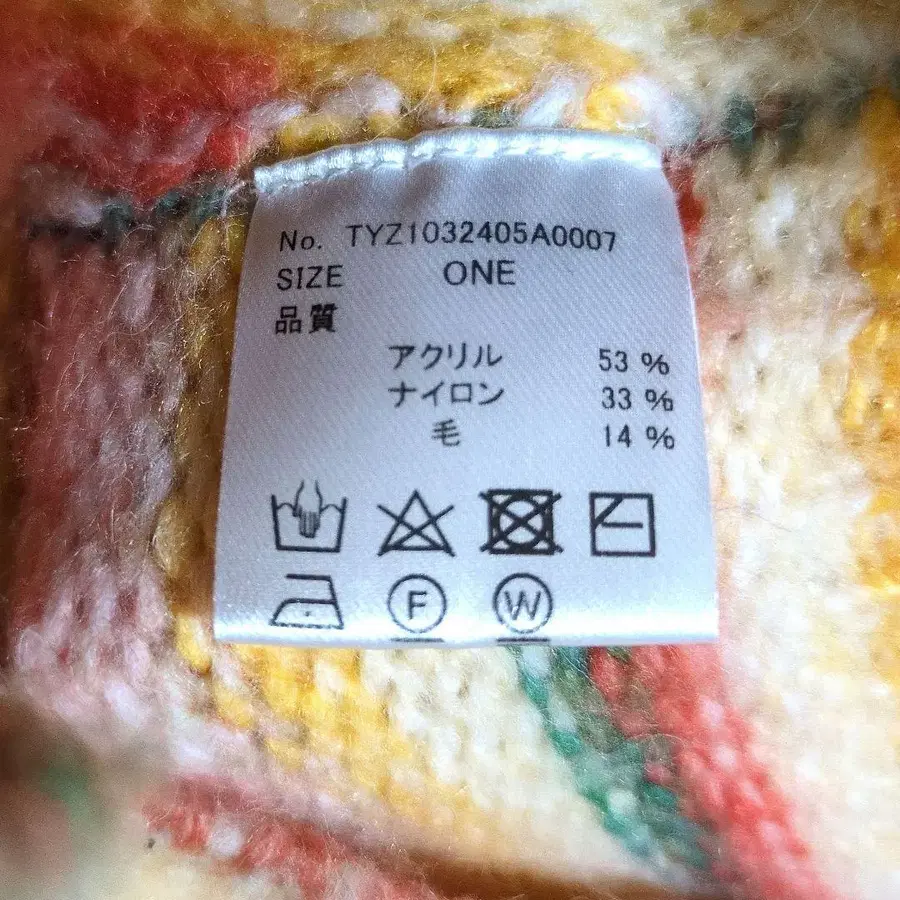 No. TYZ1032405A0007
SIZE ONE
品質
アクリル 53 %
ナイロン 33 %
毛 14 %
F W